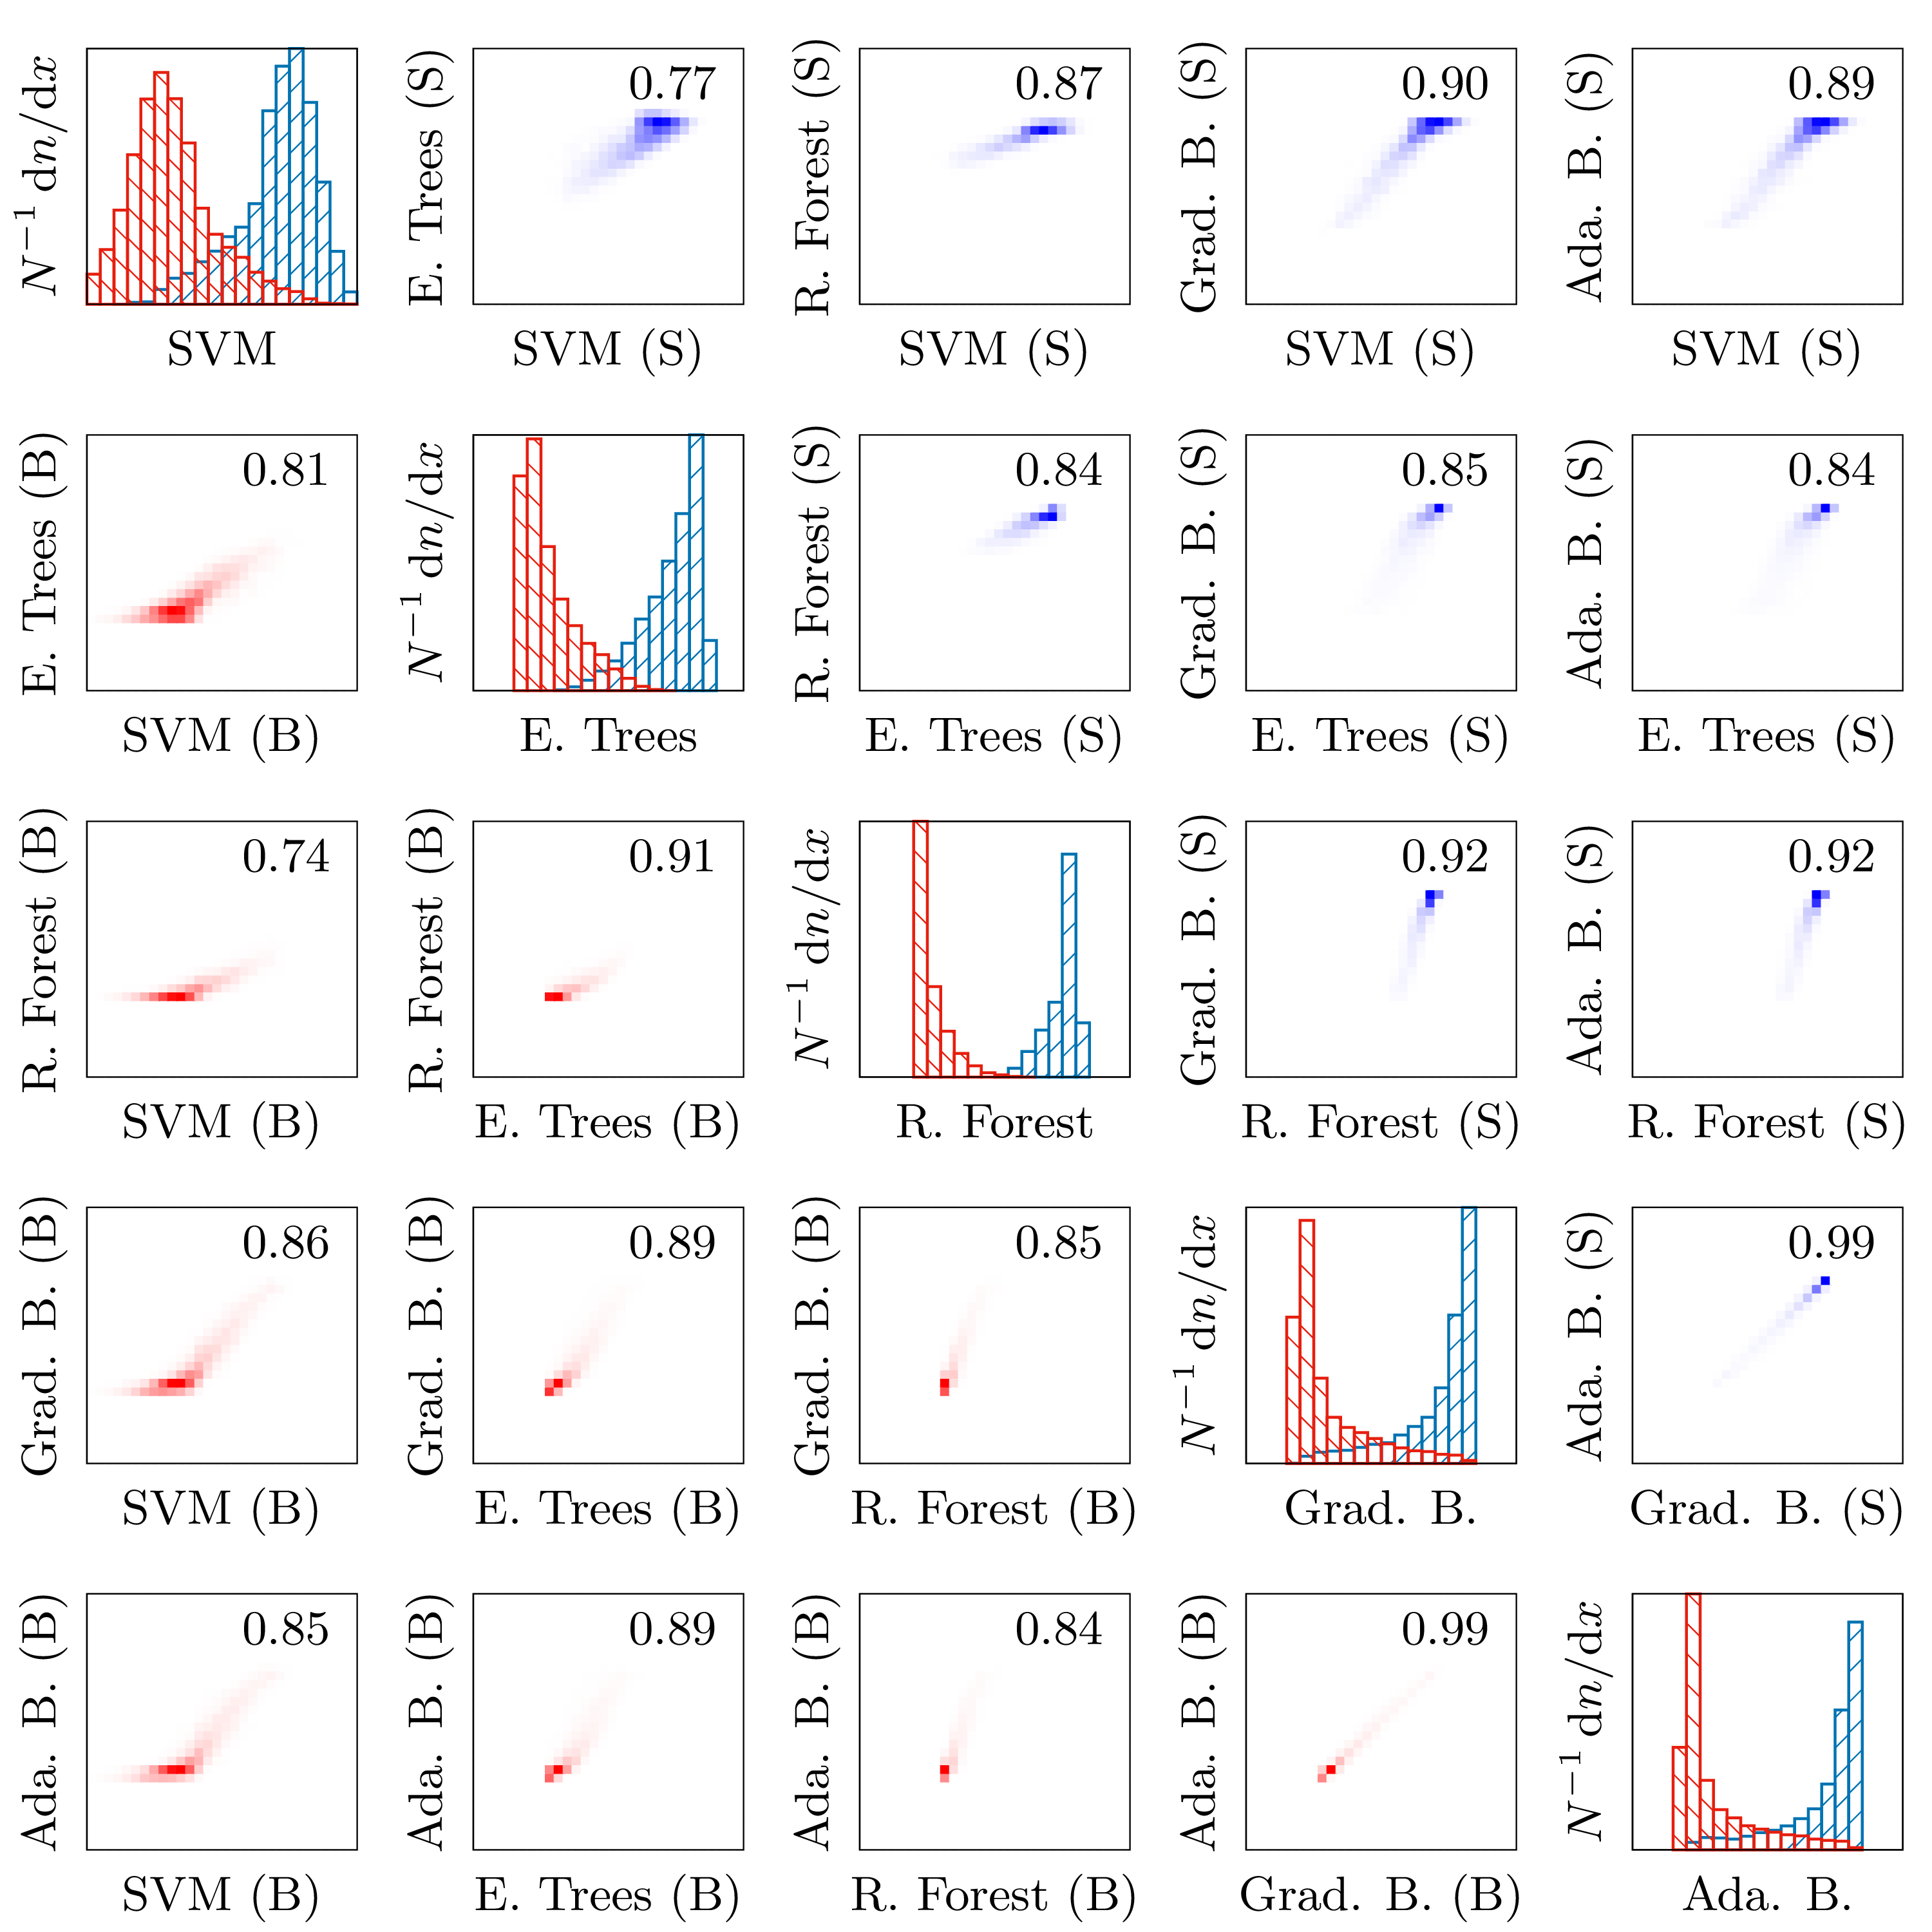 N⁻¹ dn/dx
SVM
E. Trees (S)
0.77
SVM (S)
R. Forest (S)
0.87
SVM (S)
Grad. B. (S)
0.90
SVM (S)
Ada. B. (S)
0.89
SVM (S)
E. Trees (B)
0.81
SVM (B)
N⁻¹ dn/dx
E. Trees
R. Forest (S)
0.84
E. Trees (S)
Grad. B. (S)
0.85
E. Trees (S)
Ada. B. (S)
0.84
E. Trees (S)
R. Forest (B)
0.74
SVM (B)
R. Forest (B)
0.91
E. Trees (B)
N⁻¹ dn/dx
R. Forest
Grad. B. (S)
0.92
R. Forest (S)
Ada. B. (S)
0.92
R. Forest (S)
Grad. B. (B)
0.86
SVM (B)
Grad. B. (B)
0.89
E. Trees (B)
Grad. B. (B)
0.85
R. Forest (B)
N⁻¹ dn/dx
Grad. B.
Ada. B. (S)
0.99
Grad. B. (S)
Ada. B. (B)
0.85
SVM (B)
Ada. B. (B)
0.89
E. Trees (B)
Ada. B. (B)
0.84
R. Forest (B)
Ada. B. (B)
0.99
Grad. B. (B)
N⁻¹ dn/dx
Ada. B.